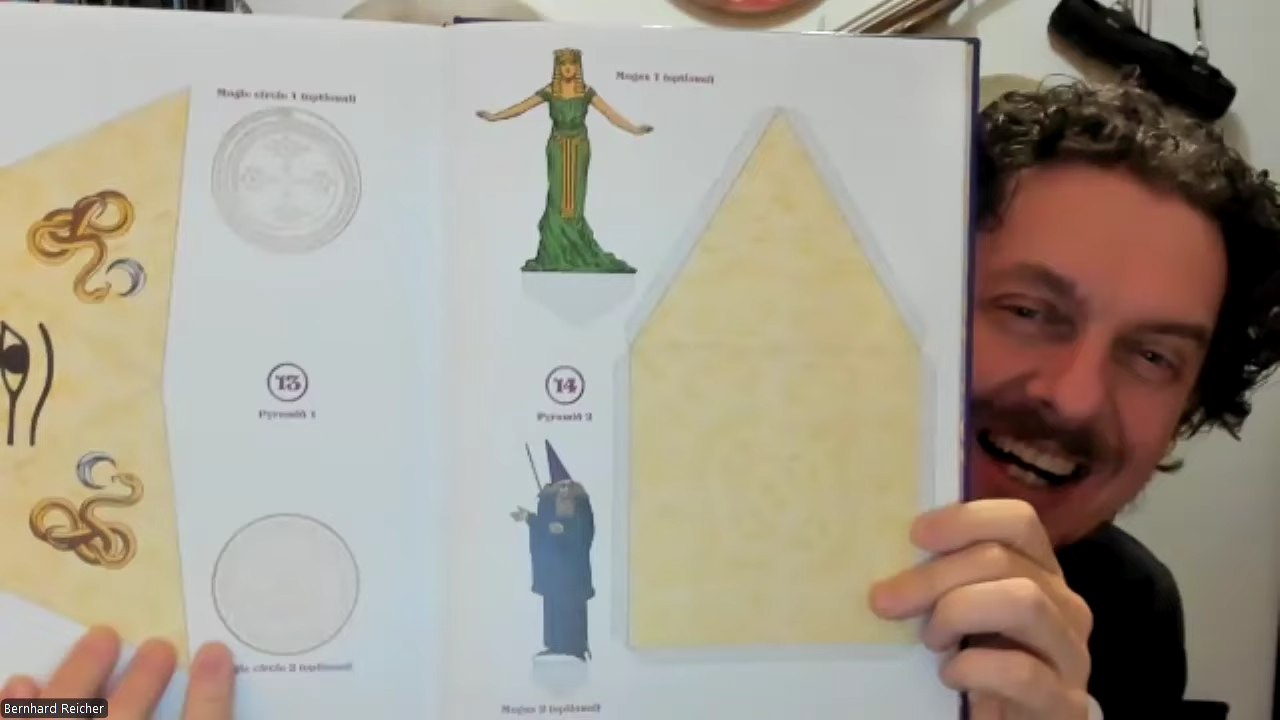 Magic circle 1 (optional)
13
Pyramid 1
Magic circle 2 (optional)
Magus 1 (optional)
14
Pyramid 2
Magus 2 (optional)
Bernhard Reicher